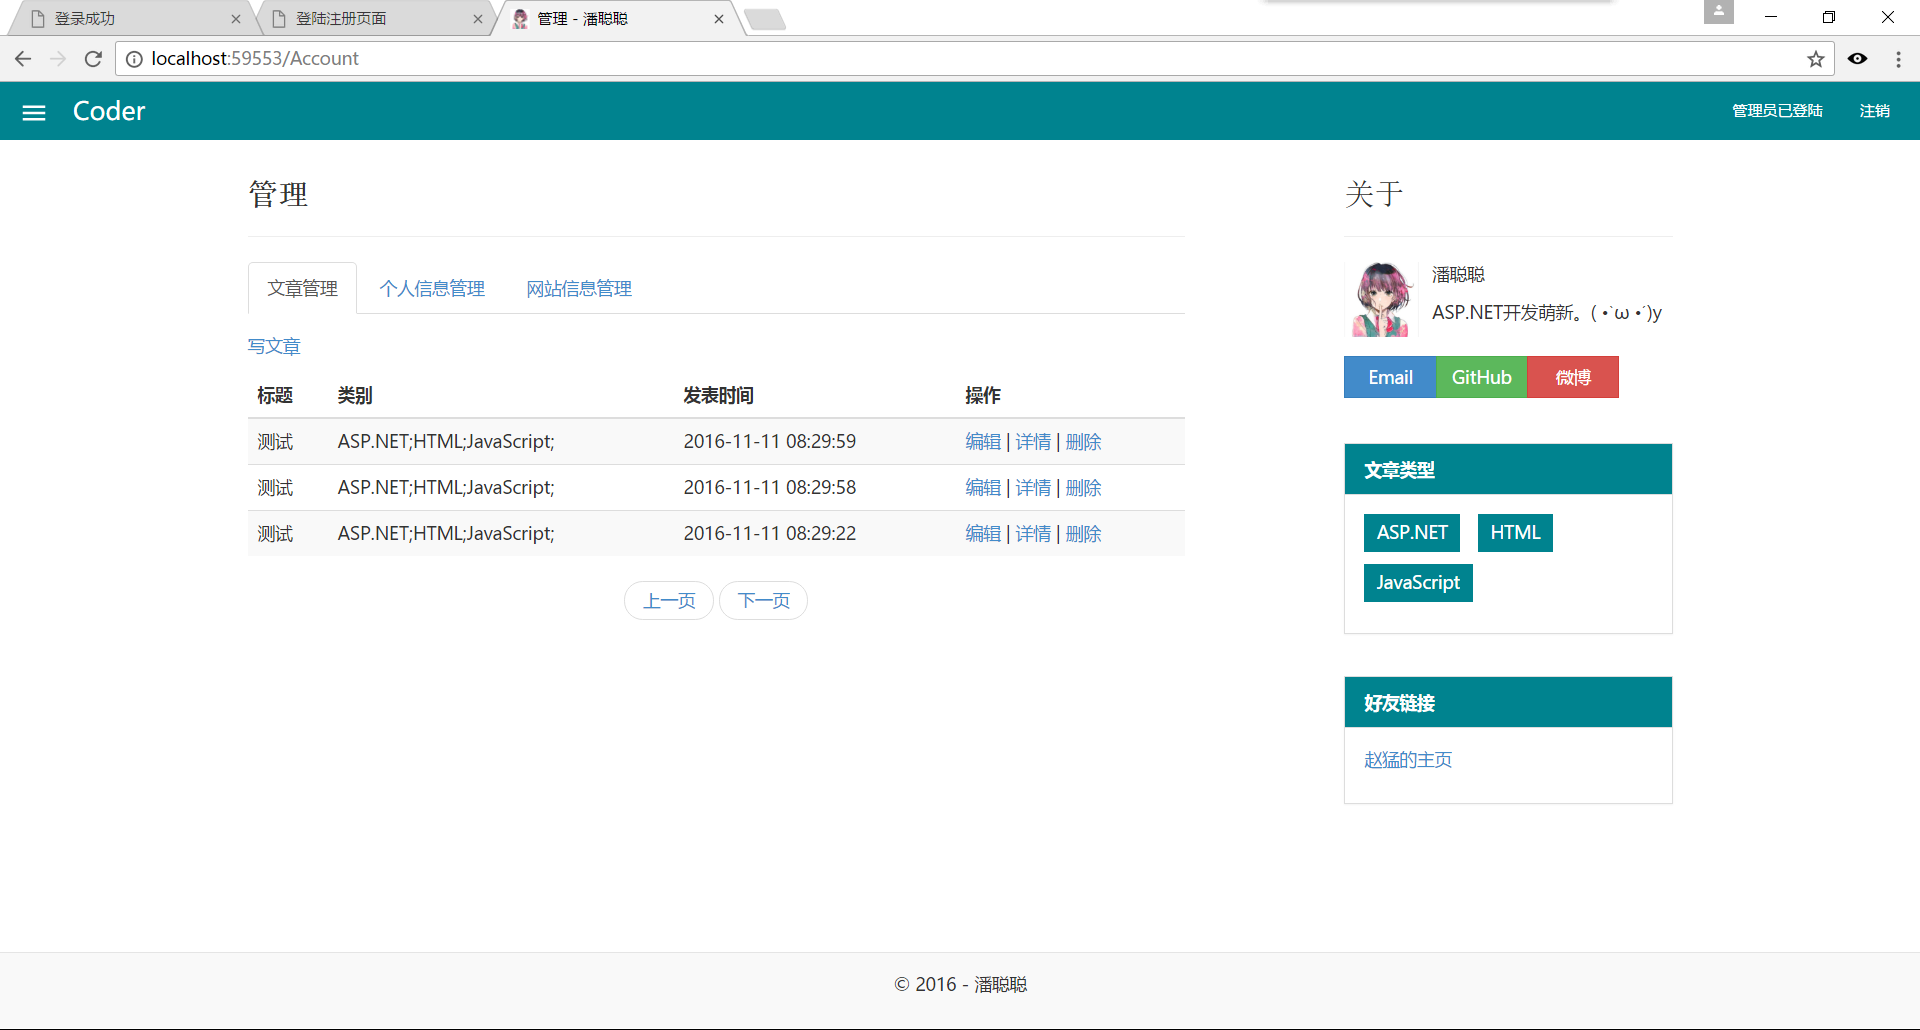 登录成功
登陆注册页面
管理 - 潘聪聪
localhost:59553/Account
Coder
管理员已登陆 注销
管理
文章管理 个人信息管理 网站信息管理
写文章
标题 类别 发表时间 操作
测试 ASP.NET;HTML;JavaScript; 2016-11-11 08:29:59 编辑 | 详情 | 删除
测试 ASP.NET;HTML;JavaScript; 2016-11-11 08:29:58 编辑 | 详情 | 删除
测试 ASP.NET;HTML;JavaScript; 2016-11-11 08:29:22 编辑 | 详情 | 删除
上一页 下一页
关于
潘聪聪
ASP.NET开发萌新。( •̀ ω •́ )y
Email GitHub 微博
文章类型
ASP.NET HTML
JavaScript
好友链接
赵猛的主页
© 2016 - 潘聪聪